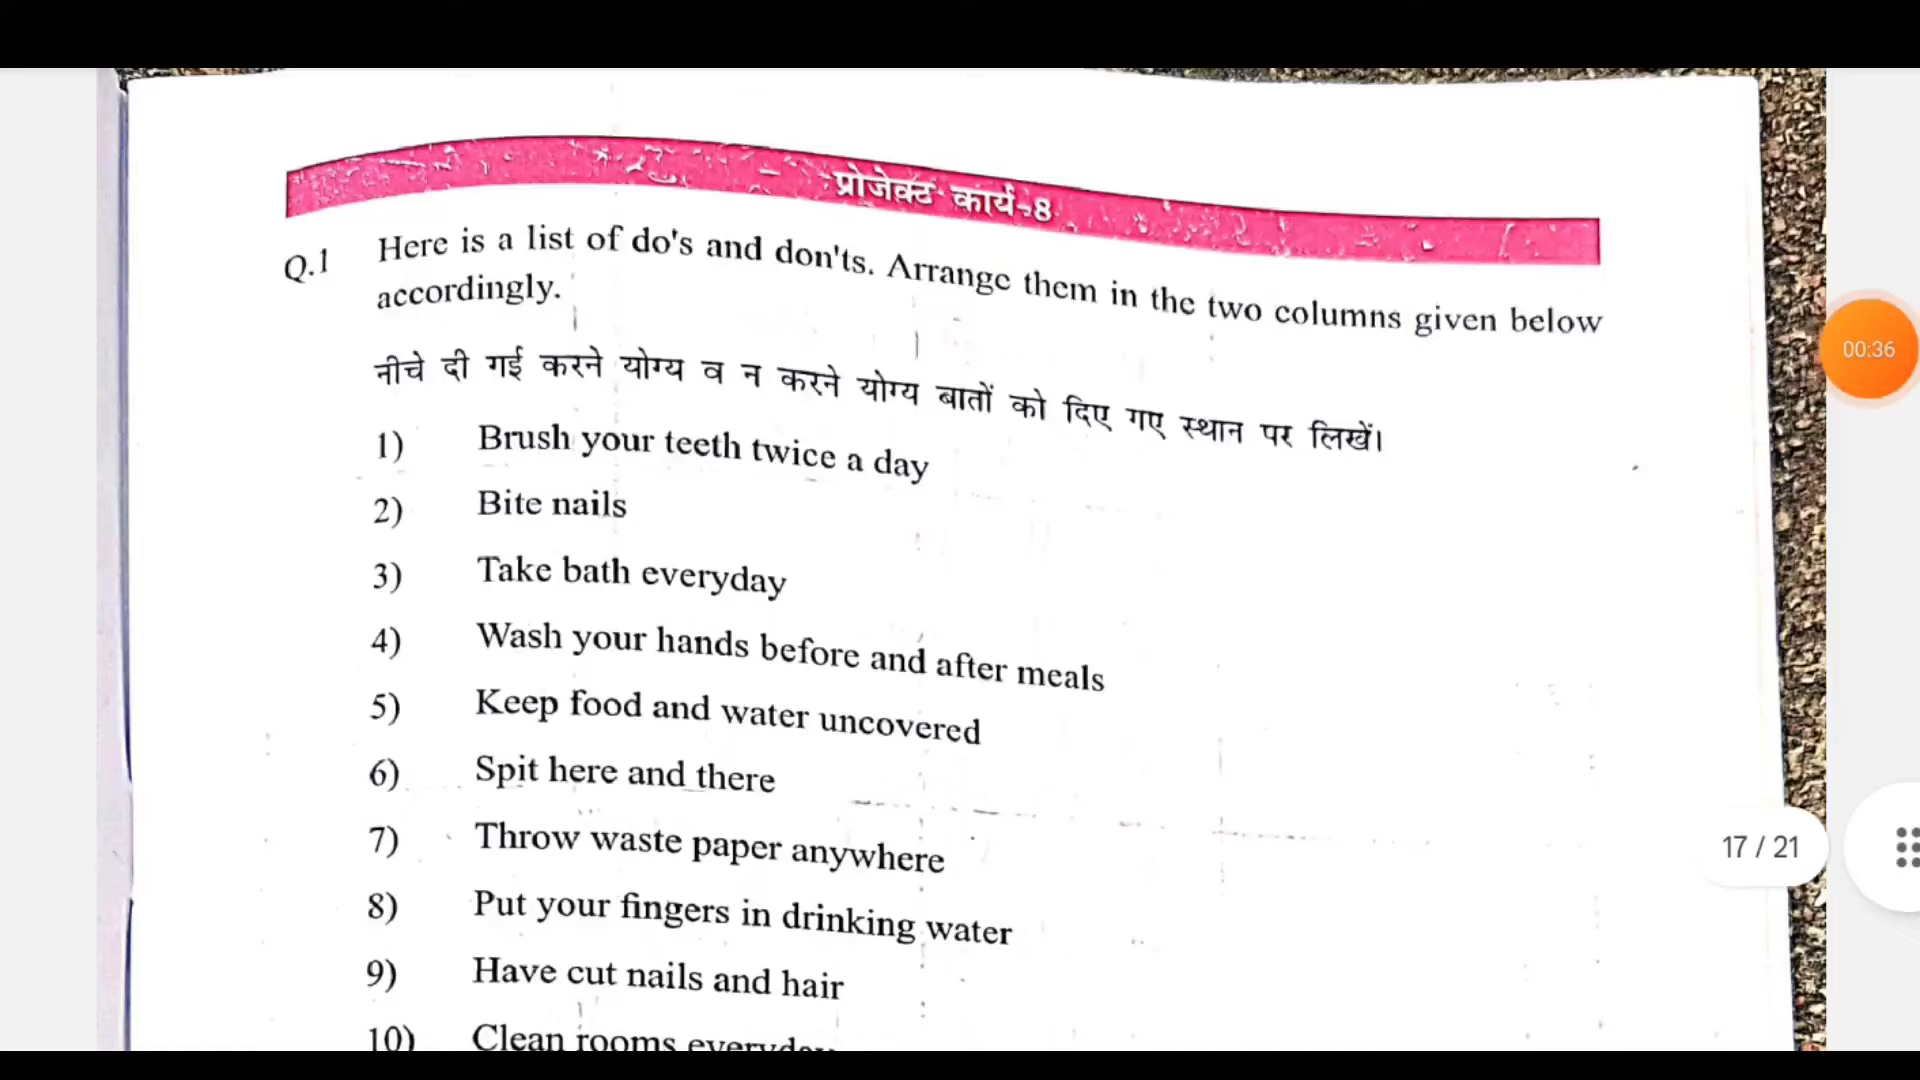 प्रोजेक्ट कार्य-8
Q.1 Here is a list of do's and don'ts. Arrange them in the two columns given below
accordingly.
नीचे दी गई करने योग्य व न करने योग्य बातों को दिए गए स्थान पर लिखें।
1) Brush your teeth twice a day
2) Bite nails
3) Take bath everyday
4) Wash your hands before and after meals
5) Keep food and water uncovered
6) Spit here and there
7) Throw waste paper anywhere
8) Put your fingers in drinking water
9) Have cut nails and hair
10) Clean rooms everyday
00:36
17 / 21